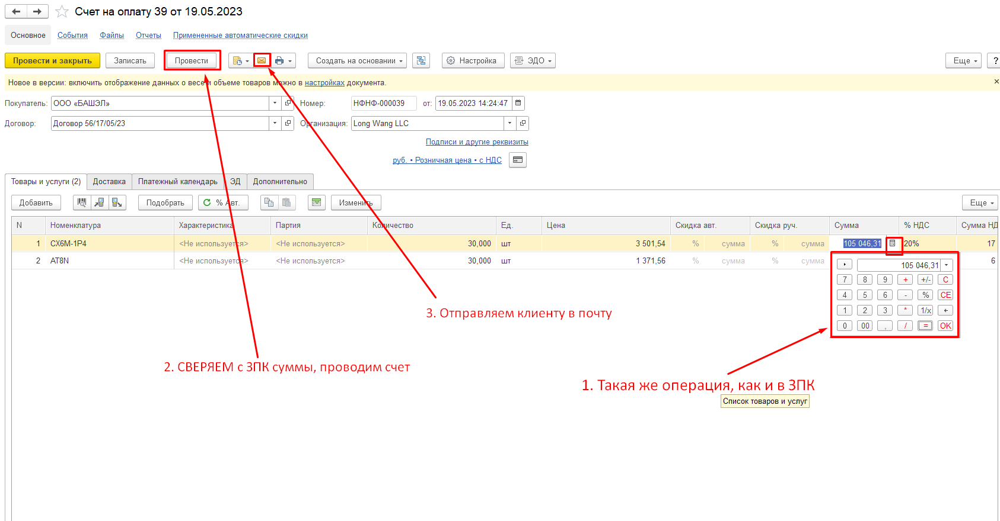 Счет на оплату 39 от 19.05.2023
Основное События Файлы Отчеты Примененные автоматические скидки
Провести и закрыть Записать Провести Создать на основании Настройка ЭДО Еще ?
Новое в версии: включить отображение данных о весе и объеме товаров можно в настройках документа. ×
Покупатель: ООО «БАШЭЛ» Номер: НФНФ-000039 от: 19.05.2023 14:24:47
Договор: Договор 56/17/05/23 Организация: Long Wang LLC
Подписи и другие реквизиты
руб. • Розничная цена • с НДС
Товары и услуги (2) Доставка Платежный календарь ЭД Дополнительно
Добавить Подобрать % Авт. Изменить Еще
N Номенклатура Характеристика Партия Количество Ед. Цена Скидка авт. Скидка руч. Сумма % НДС Сумма НД
1 CX6M-1P4 <Не используется> <Не используется> 30,000 шт 3 501,54 % сумма % сумма 105 046,31 20% 17
2 AT8N <Не используется> <Не используется> 30,000 шт 1 371,56 % сумма % сумма 6
105 046,31
7 8 9 + +/- C
4 5 6 - % CE
1 2 3 * 1/x ←
0 00 , / = OK
3. Отправляем клиенту в почту
2. СВЕРЯЕМ с ЗПК суммы, проводим счет
1. Такая же операция, как и в ЗПК
Список товаров и услуг